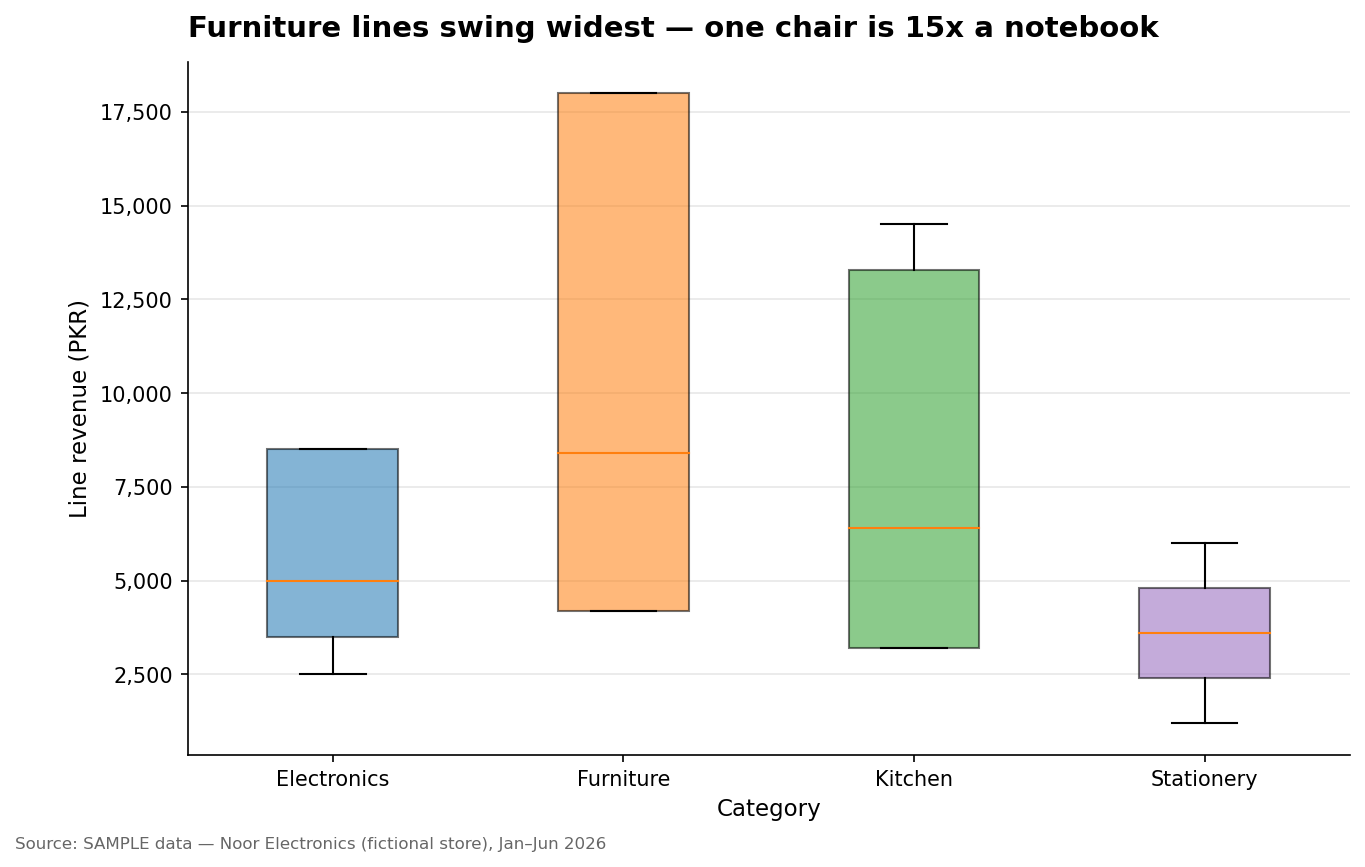 Furniture lines swing widest — one chair is 15x a notebook
Line revenue (PKR)
17,500
15,000
12,500
10,000
7,500
5,000
2,500
Electronics
Furniture
Kitchen
Stationery
Category
Source: SAMPLE data — Noor Electronics (fictional store), Jan–Jun 2026